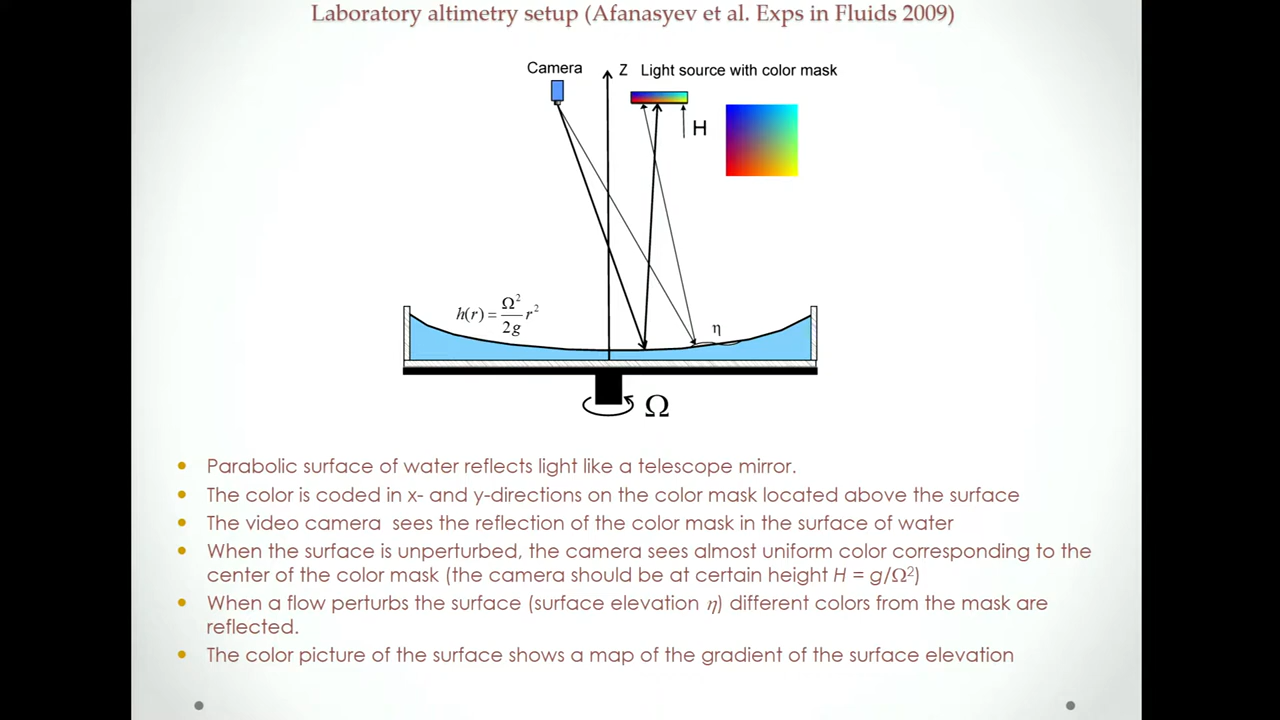 Laboratory altimetry setup (Afanasyev et al. Exps in Fluids 2009)
Camera
Z
Light source with color mask
H
h(r) = Ω²/2g r²
η
Ω
Parabolic surface of water reflects light like a telescope mirror.
The color is coded in x- and y-directions on the color mask located above the surface
The video camera sees the reflection of the color mask in the surface of water
When the surface is unperturbed, the camera sees almost uniform color corresponding to the
center of the color mask (the camera should be at certain height H = g/Ω²)
When a flow perturbs the surface (surface elevation η) different colors from the mask are
reflected.
The color picture of the surface shows a map of the gradient of the surface elevation